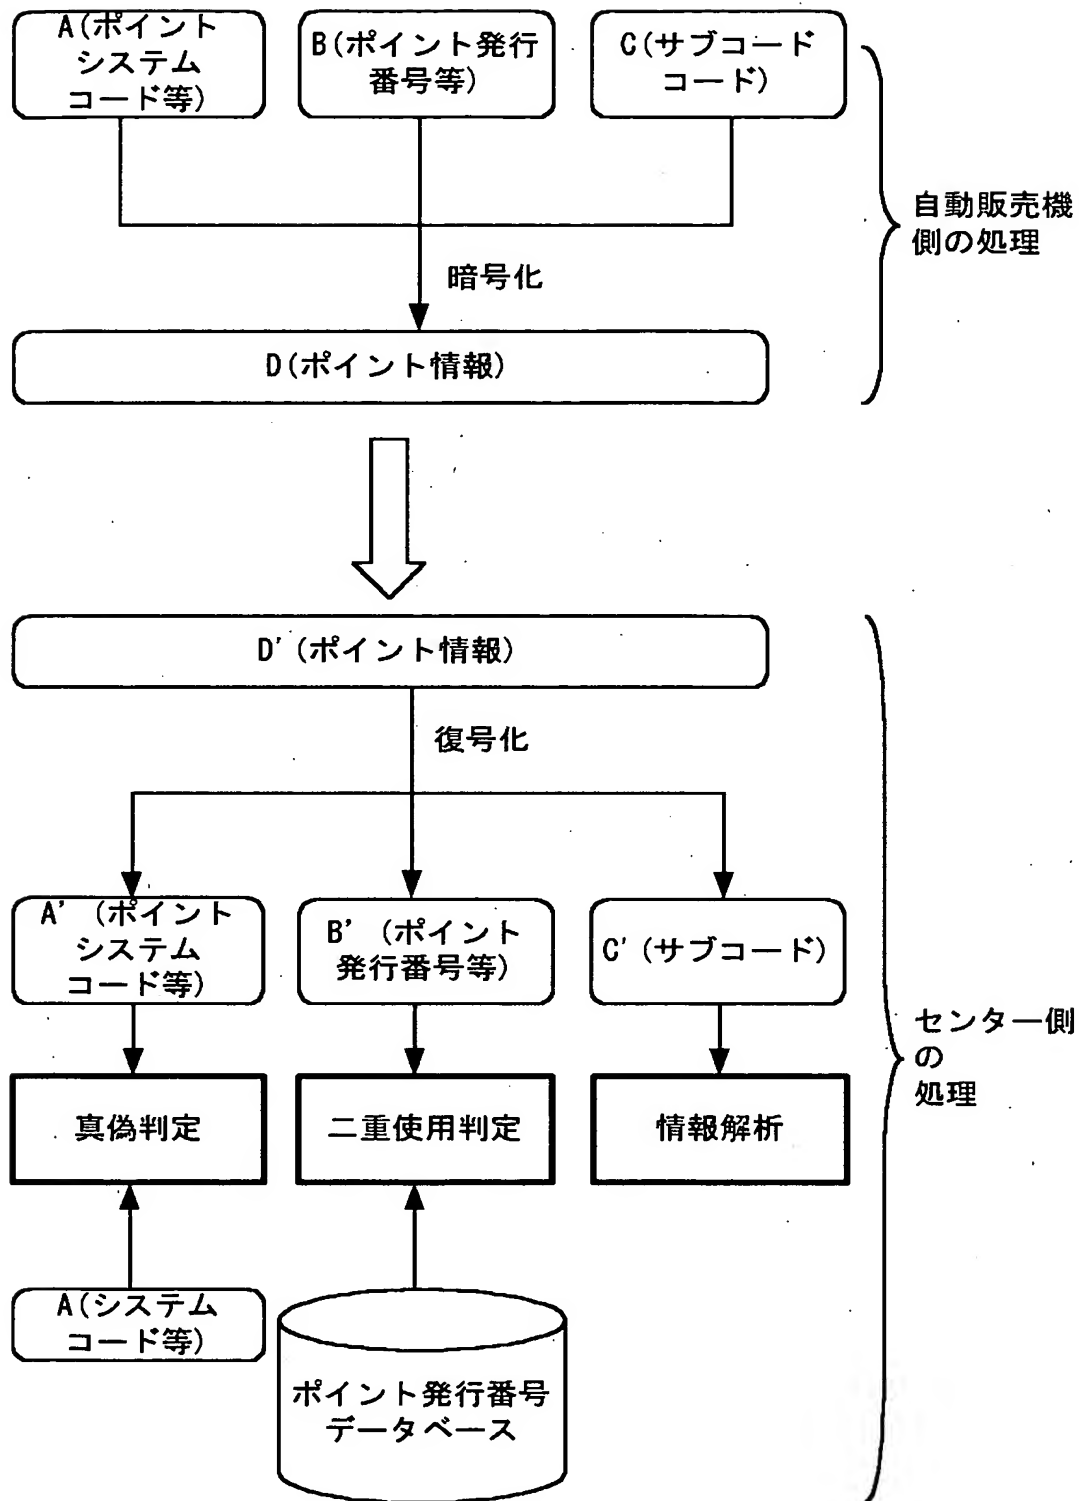 A(ポイント
システム
コード等)
B(ポイント発行
番号等)
C(サブコード
コード)
自動販売機
側の処理
暗号化
D(ポイント情報)
D'(ポイント情報)
復号化
A' (ポイント
システム
コード等)
B' (ポイント
発行番号等)
C'(サブコード)
センター側
の
処理
真偽判定
二重使用判定
情報解析
A(システム
コード等)
ポイント発行番号
データベース